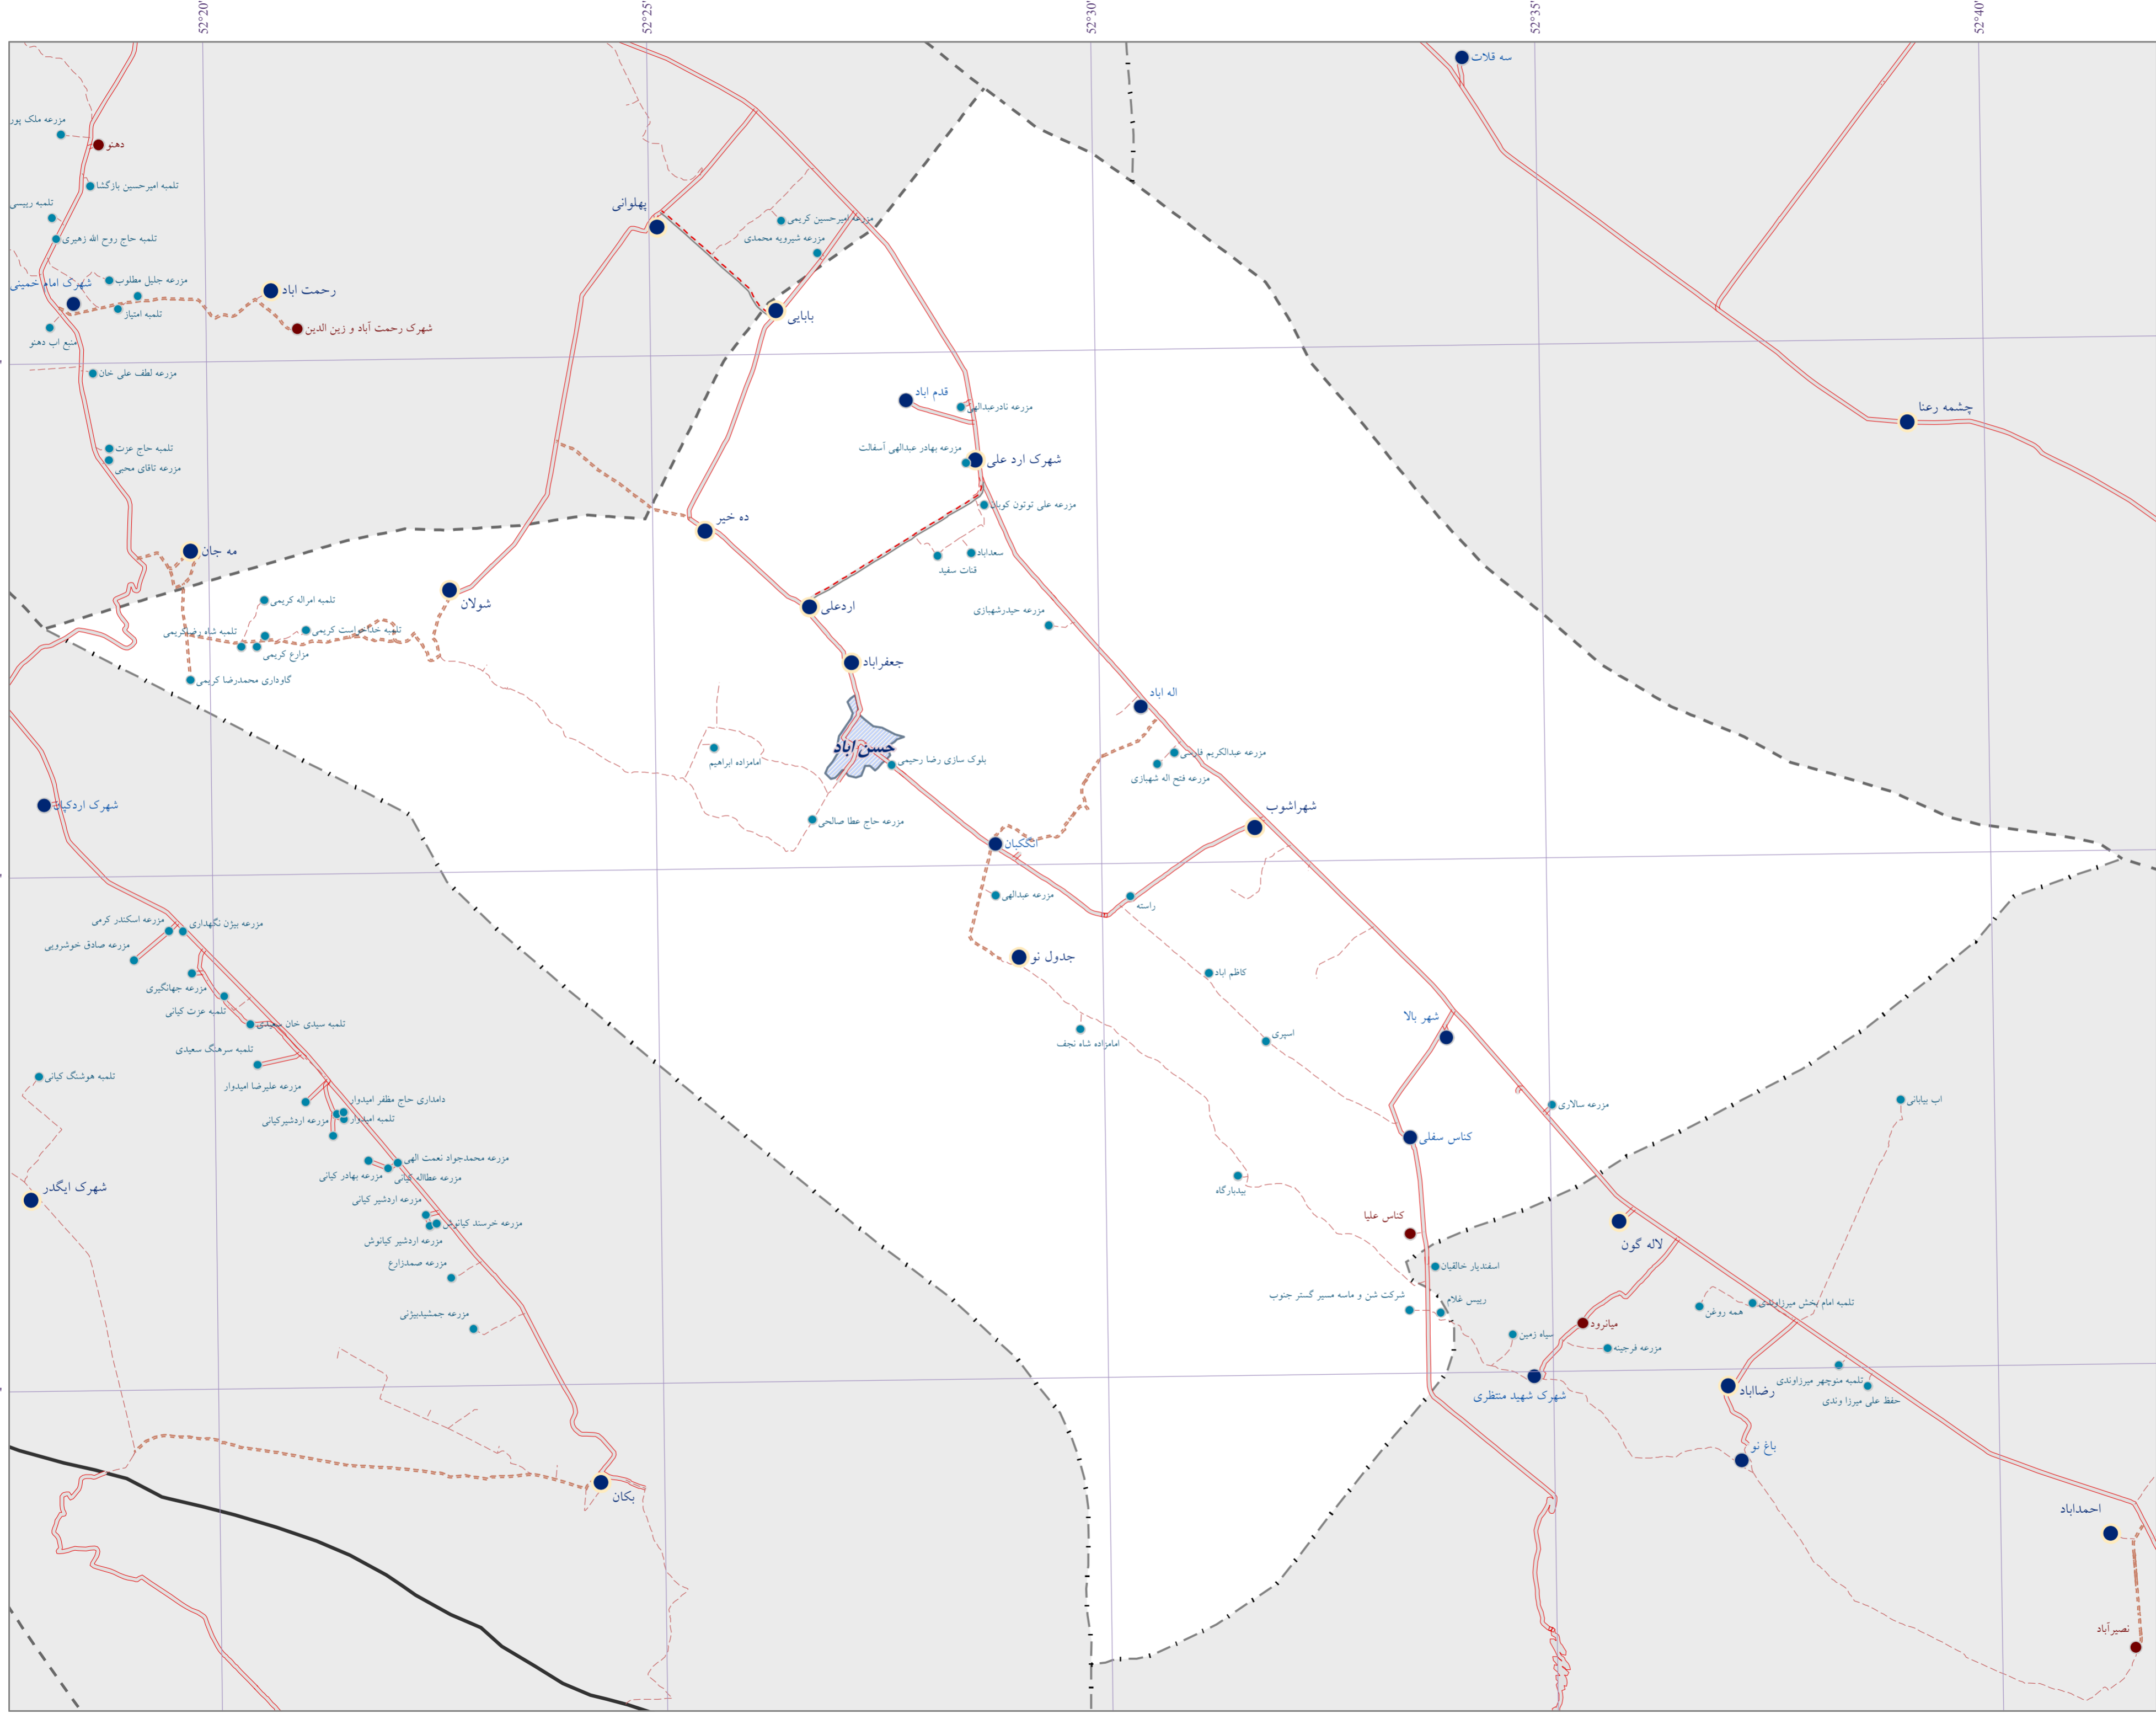 52°20'
52°25'
52°30'
52°35'
52°40'
سه قلات
مزرعه ملک پور
دهنو
تلمبه امیرحسین بازگشا
تلمبه رییسی
پهلوانی
مزرعه امیرحسین کریمی
تلمبه حاج روح الله زهیری
مزرعه شیرویه محمدی
شهرک امام خمینی
مزرعه جلیل مطلوب
رحمت اباد
تلمبه امتیاز
بابایی
شهرک رحمت آباد و زین الدین
منبع اب دهنو
مزرعه لطف علی خان
قدم اباد
مزرعه نادرعبدالهی
چشمه رعنا
تلمبه حاج عزت
مزرعه بهادر عبدالهی آسفالت
شهرک ارد علی
مزرعه تاقای محبی
مزرعه علی توتون کوبان
ده خیر
مه جان
سعداباد
قنات سفید
شولان
اردعلی
تلمبه امراله کریمی
مزرعه حیدرشهبازی
تلمبه شاه رضاکریمی
تلمبه خداخواست کریمی
مزارع کریمی
جعفراباد
گاوداری محمدرضا کریمی
اله اباد
حسن اباد
امامزاده ابراهیم
بلوک سازی رضا رحیمی
مزرعه عبدالکریم فارسی
مزرعه فتح اله شهبازی
شهرک اردکپان
مزرعه حاج عطا صالحی
شهراشوب
انگکبان
مزرعه عبدالهی
راسته
مزرعه اسکندر کرمی
مزرعه بیژن نگهداری
مزرعه صادق خوشرویی
جدول نو
کاظم اباد
مزرعه جهانگیری
تلمبه عزت کیانی
تلمبه سیدی خان سعیدی
شهر بالا
اسپری
امامزاده شاه نجف
تلمبه سرهنگ سعیدی
تلمبه هوشنگ کیانی
مزرعه علیرضا امیدوار
دامداری حاج مظفر امیدوار
مزرعه سالاری
اب بیابانی
مزرعه اردشیرکیانی
تلمبه امیدوار
کناس سفلی
مزرعه محمدجواد نعمت الهی
مزرعه بهادر کیانی
مزرعه عطااله کیانی
شهرک ایگدر
بیدبارگاه
مزرعه اردشیر کیانی
مزرعه خرسند کیانوش
مزرعه اردشیر کیانوش
کناس علیا
لاله گون
مزرعه صمدزارع
اسفندیار خالقیان
شرکت شن و ماسه مسیر گستر جنوب
رییس غلام
مزرعه جمشیدبیژنی
همه روغن
تلمبه امام بخش میرزاوندی
میانرود
سیاه زمین
مزرعه فرجینه
تلمبه منوچهر میرزاوندی
شهرک شهید منتظری
رضااباد
حفظ علی میرزا وندی
باغ نو
بکان
احمداباد
نصیرآباد